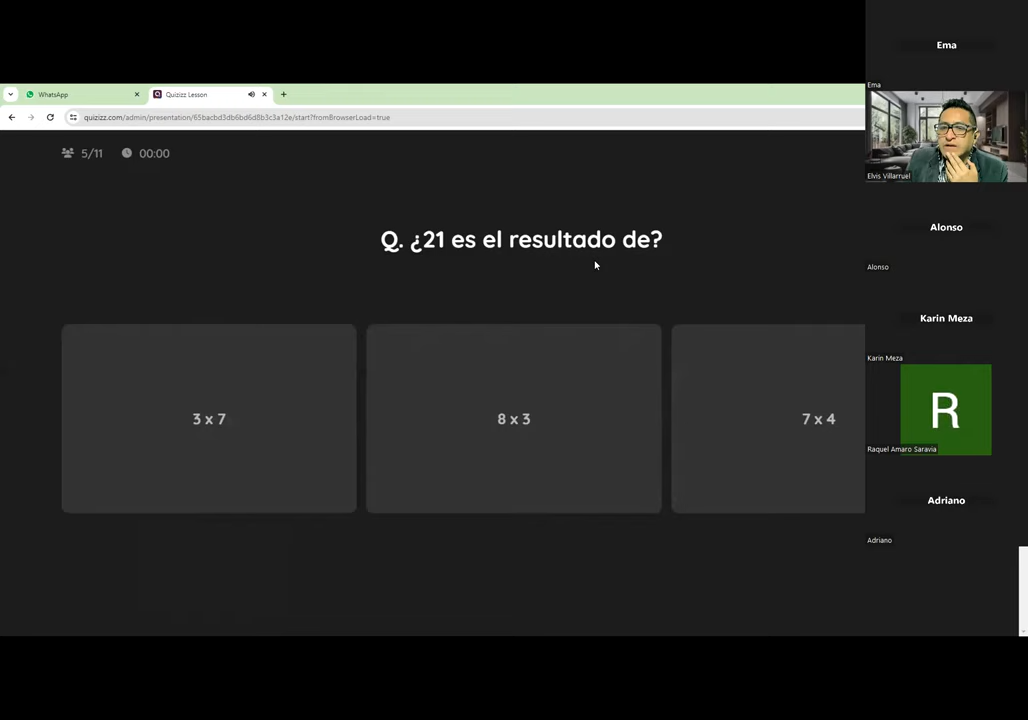 WhatsApp
Quizizz Lesson
quizizz.com/admin/presentation/65bacbd3db6bd6d8b3c3a12e/start?fromBrowserLoad=true
5/11
00:00
Q. ¿21 es el resultado de?
3 x 7
8 x 3
7 x 4
Ema
Ema
Elvis Villarruel
Alonso
Alonso
Karin Meza
Karin Meza
R
Raquel Amaro Saravia
Adriano
Adriano